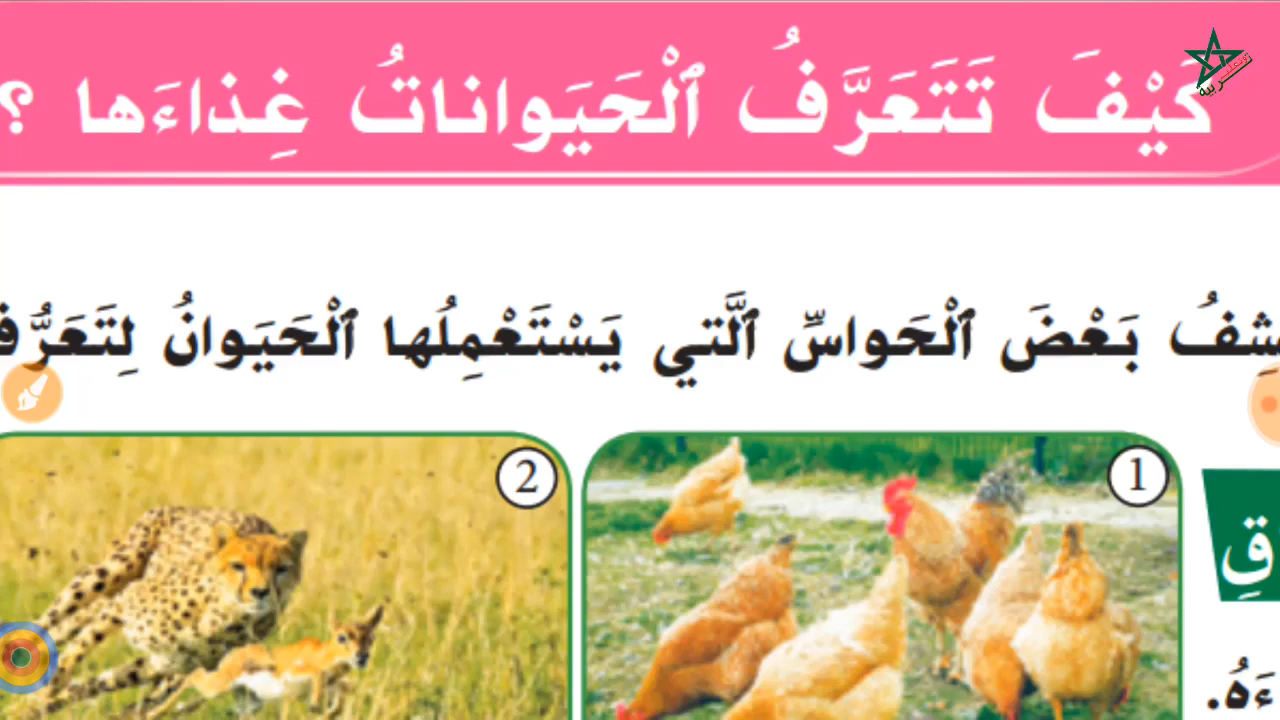 كَيْفَ تَتَعَرَّفُ ٱلْحَيَواناتُ غِذاءَها ؟
بَعْضَ ٱلْحَواسِّ ٱلَّتي يَسْتَعْمِلُها ٱلْحَيَوانُ
1
2